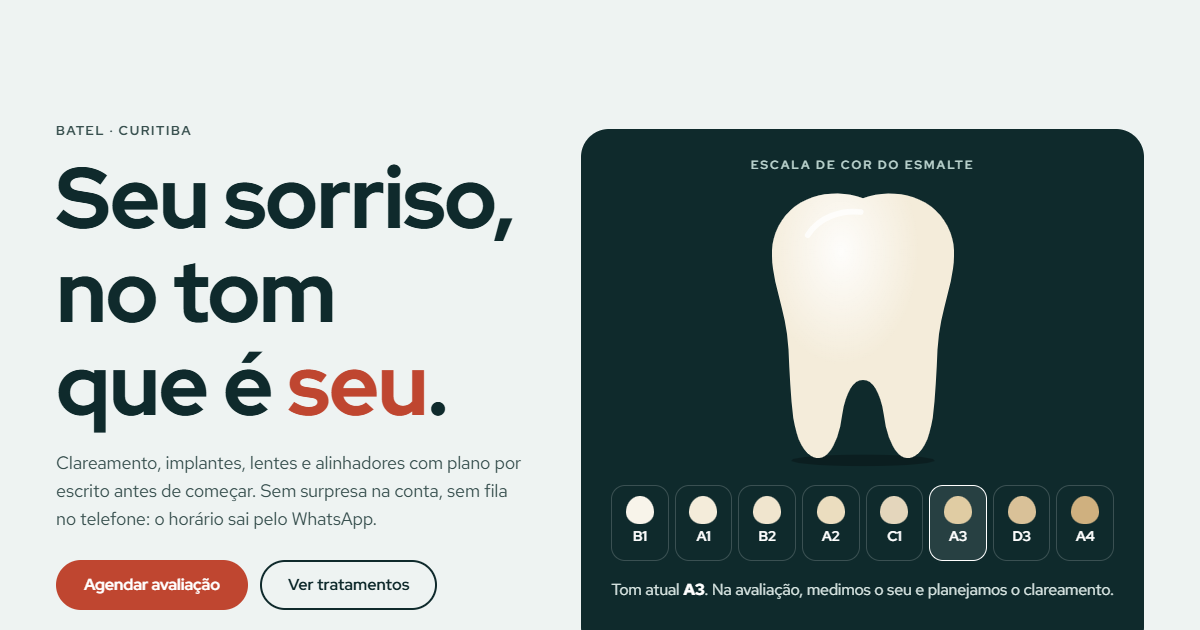 BATEL · CURITIBA
Seu sorriso,
no tom
que é seu.
Clareamento, implantes, lentes e alinhadores com plano por
escrito antes de começar. Sem surpresa na conta, sem fila
no telefone: o horário sai pelo WhatsApp.
Agendar avaliação
Ver tratamentos
ESCALA DE COR DO ESMALTE
B1
A1
B2
A2
C1
A3
D3
A4
Tom atual A3. Na avaliação, medimos o seu e planejamos o clareamento.